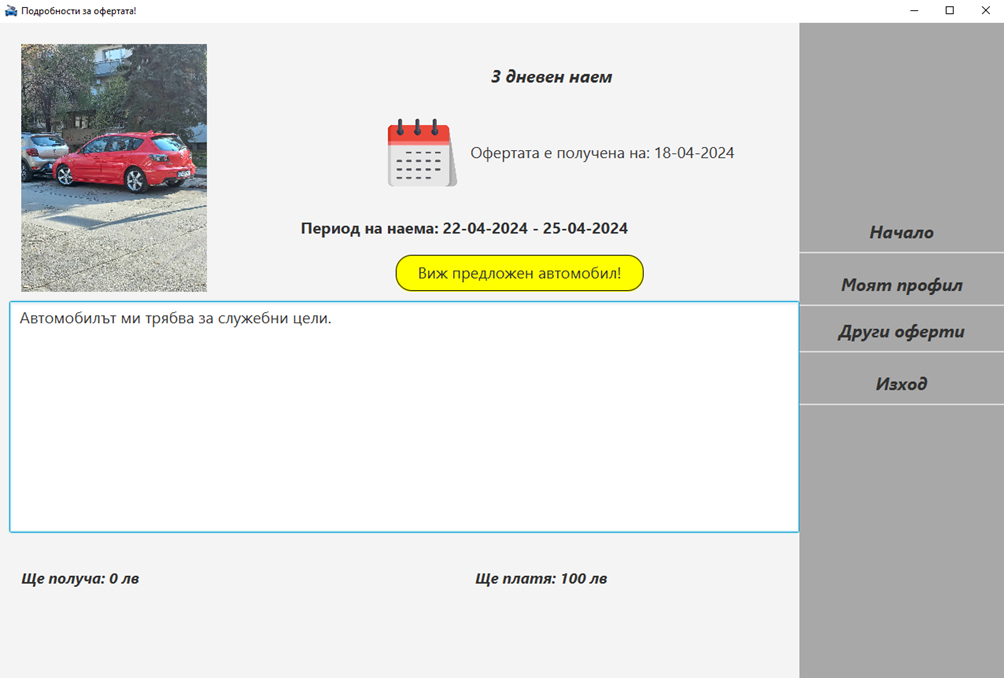 Подробности за офертата!
3 дневен наем
Офертата е получена на: 18-04-2024
Период на наема: 22-04-2024 - 25-04-2024
Виж предложен автомобил!
Автомобилът ми трябва за служебни цели.
Ще получа: 0 лв
Ще платя: 100 лв
Начало
Моят профил
Други оферти
Изход